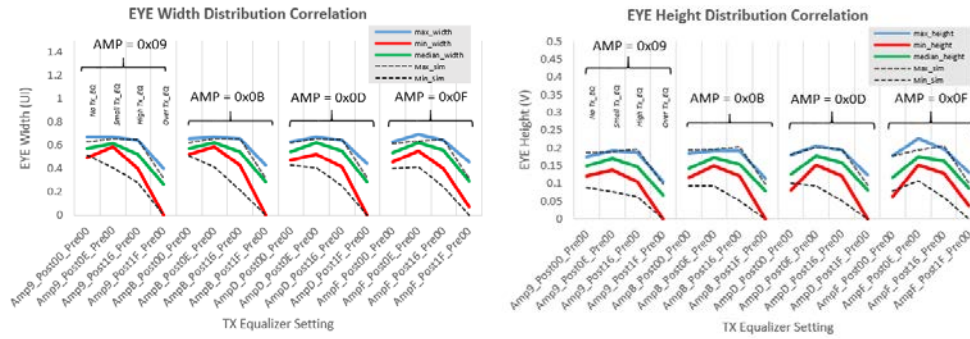 EYE Width Distribution Correlation
max_width
min_width
median_width
Max_sim
Min_sim
AMP = 0x09
AMP = 0x0B
AMP = 0x0D
AMP = 0x0F
No Tx_EQ
Small Tx_EQ
High Tx_EQ
Over Tx_EQ
EYE Width (UI)
1.4
1.2
1
0.8
0.6
0.4
0.2
0
Amp9_Post00_Pre00
Amp9_Post0E_Pre00
Amp9_Post16_Pre00
Amp9_Post1F_Pre00
AmpB_Post00_Pre00
AmpB_Post0E_Pre00
AmpB_Post16_Pre00
AmpB_Post1F_Pre00
AmpD_Post00_Pre00
AmpD_Post0E_Pre00
AmpD_Post16_Pre00
AmpD_Post1F_Pre00
AmpF_Post00_Pre00
AmpF_Post0E_Pre00
AmpF_Post16_Pre00
AmpF_Post1F_Pre00
TX Equalizer Setting
EYE Height Distribution Correlation
max_height
min_height
median_height
Max_sim
Min_sim
AMP = 0x09
AMP = 0x0B
AMP = 0x0D
AMP = 0x0F
No Tx_EQ
Small Tx_EQ
High Tx_EQ
Over Tx_EQ
EYE Height (V)
0.5
0.45
0.4
0.35
0.3
0.25
0.2
0.15
0.1
0.05
0
Amp9_Post00_Pre00
Amp9_Post0E_Pre00
Amp9_Post16_Pre00
Amp9_Post1F_Pre00
AmpB_Post00_Pre00
AmpB_Post0E_Pre00
AmpB_Post16_Pre00
AmpB_Post1F_Pre00
AmpD_Post00_Pre00
AmpD_Post0E_Pre00
AmpD_Post16_Pre00
AmpD_Post1F_Pre00
AmpF_Post00_Pre00
AmpF_Post0E_Pre00
AmpF_Post16_Pre00
AmpF_Post1F_Pre00
TX Equalizer Setting